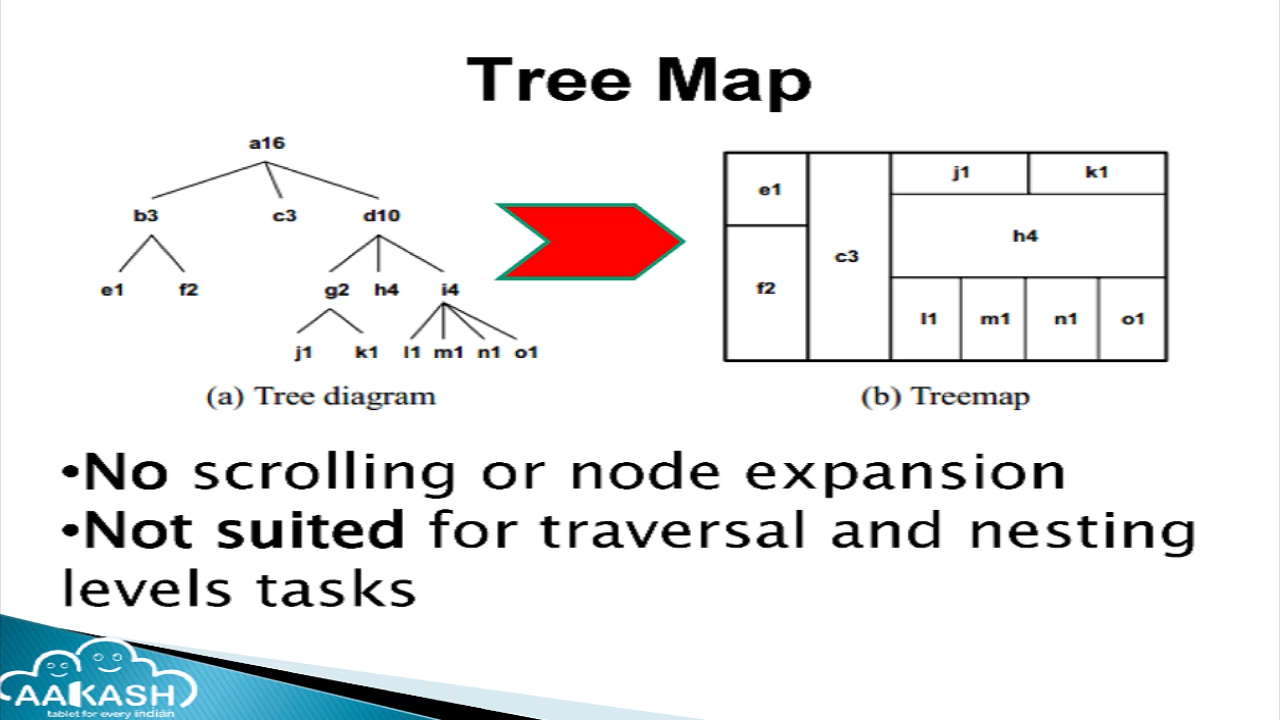 Tree Map
a16
b3 c3 d10
e1 f2 g2 h4 i4
j1 k1 l1 m1 n1 o1
(a) Tree diagram
e1 c3 j1 k1
h4
f2
l1 m1 n1 o1
(b) Treemap
•No scrolling or node expansion
•Not suited for traversal and nesting
levels tasks
AAKASH
tablet for every indian